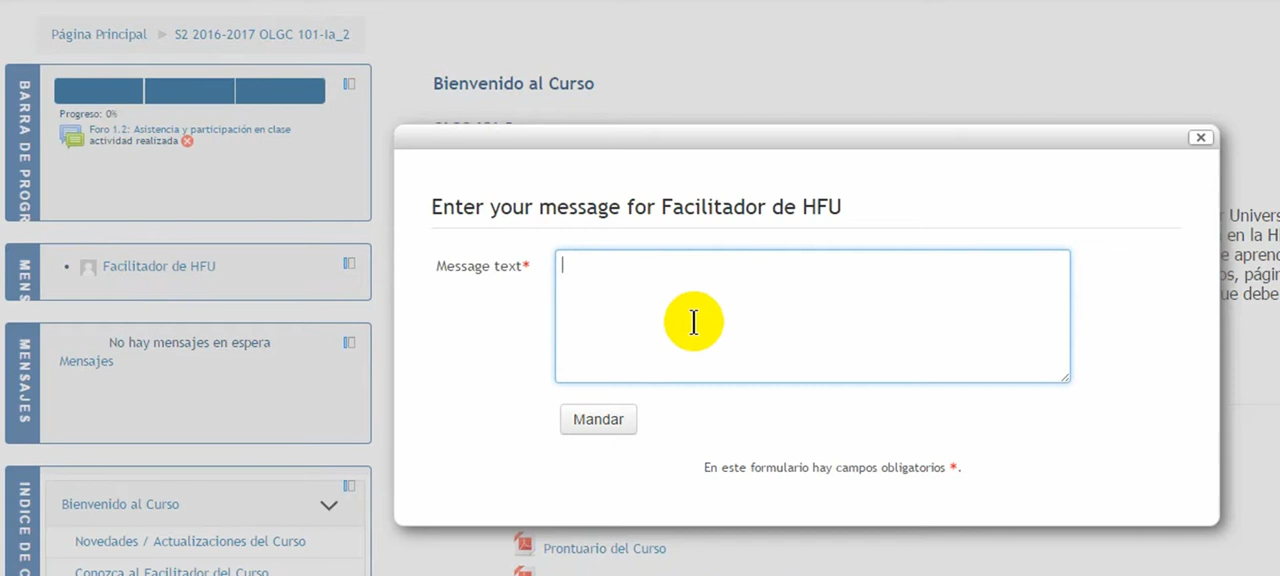 Página Principal ► S2 2016-2017 OLGC 101-Ia_2
BARRA DE PROGR
Progreso: 0%
Foro 1.2: Asistencia y participación en clase
actividad realizada
MENS
Facilitador de HFU
MENSAJES
No hay mensajes en espera
Mensajes
INDICE DE C
Bienvenido al Curso
Novedades / Actualizaciones del Curso
Conozca al Facilitador del Curso
Bienvenido al Curso
Enter your message for Facilitador de HFU
Message text*
Mandar
En este formulario hay campos obligatorios *.
r Univers
en la H
e aprend
os, págin
ue debe
Prontuario del Curso